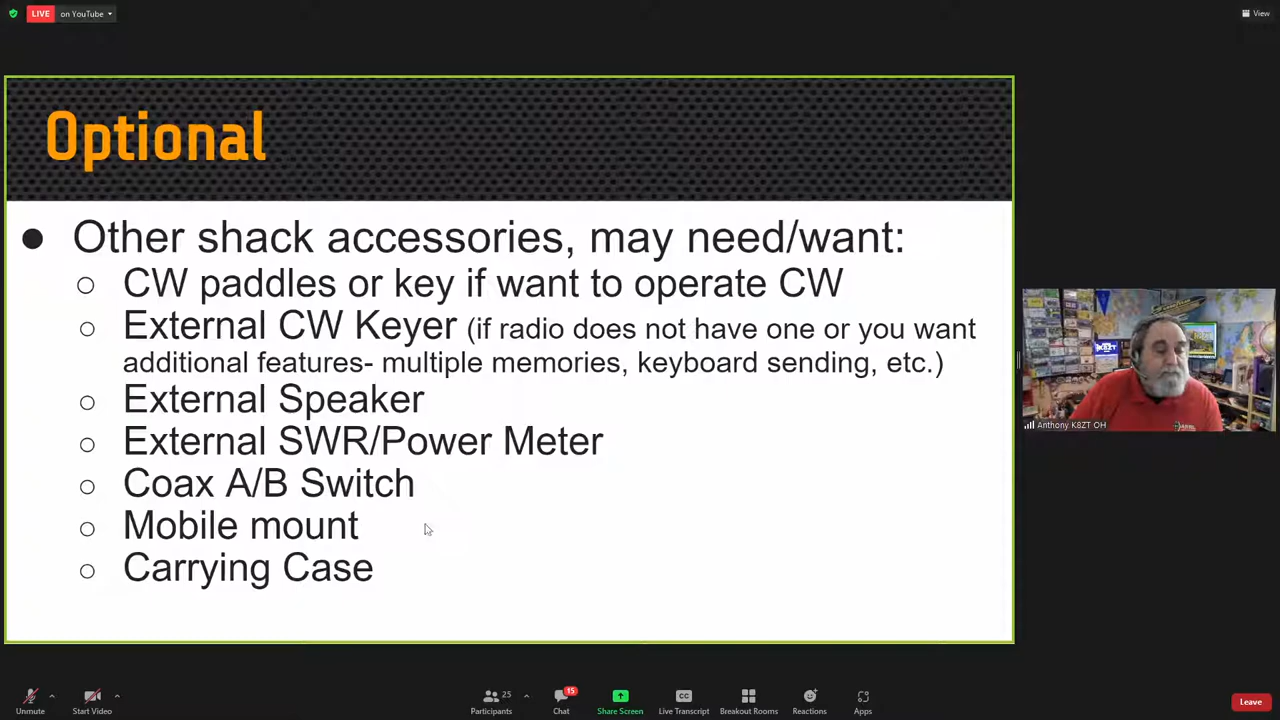 LIVE on YouTube
View
Optional
Other shack accessories, may need/want:
CW paddles or key if want to operate CW
External CW Keyer (if radio does not have one or you want
additional features- multiple memories, keyboard sending, etc.)
External Speaker
External SWR/Power Meter
Coax A/B Switch
Mobile mount
Carrying Case
K8ZT
Anthony K8ZT OH
Unmute
Start Video
Participants 25
Chat 15
Share Screen
CC Live Transcript
Breakout Rooms
Reactions
Apps
Leave